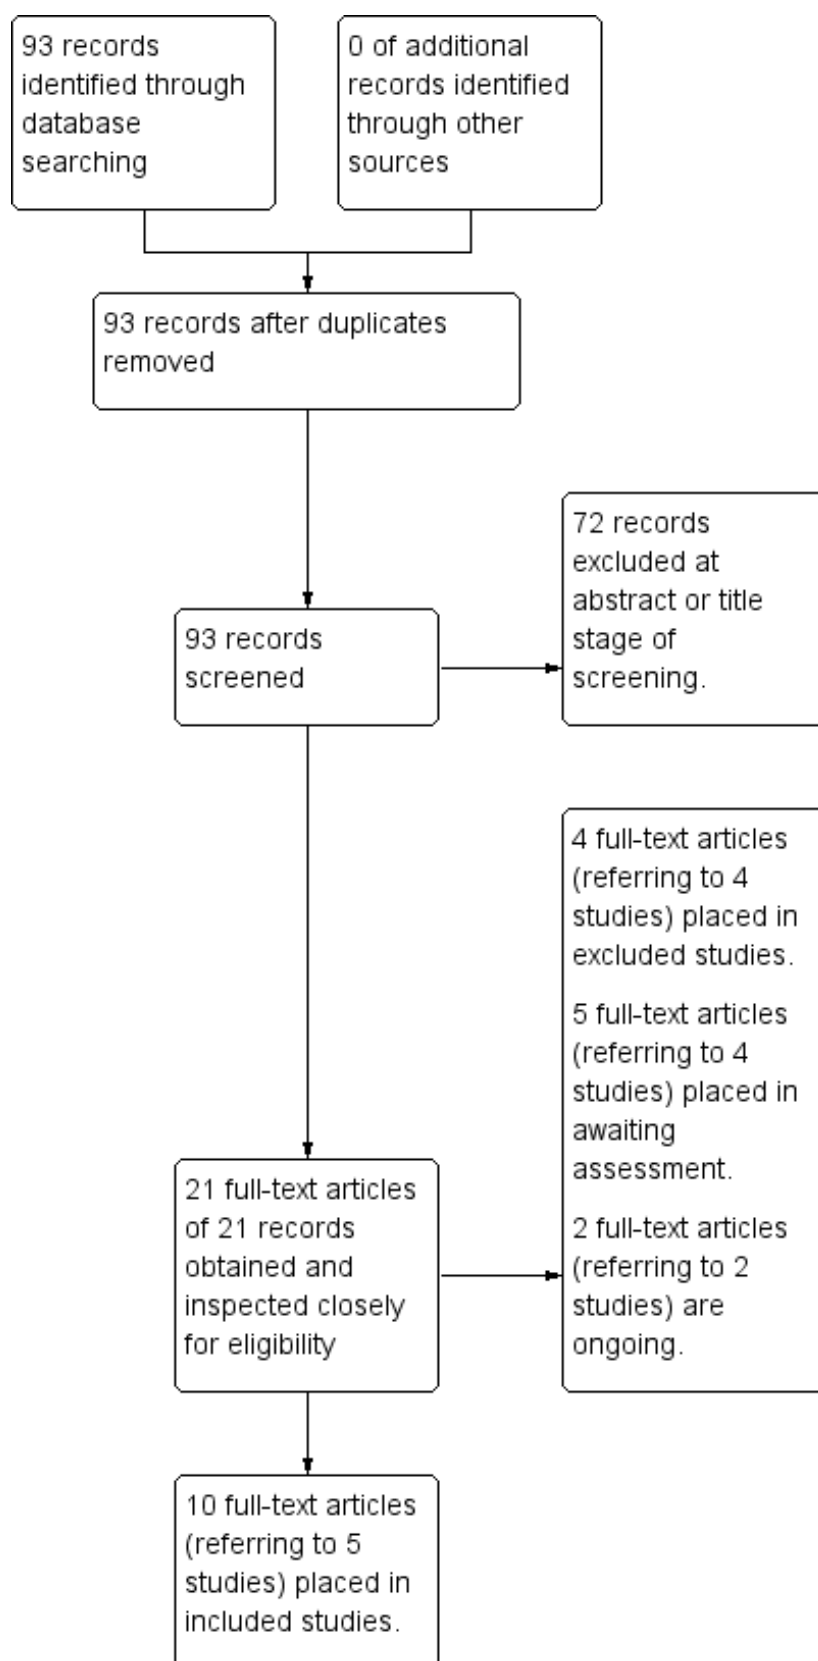 93 records
identified through
database
searching
0 of additional
records identified
through other
sources
93 records after duplicates
removed
72 records
excluded at
abstract or title
stage of
screening.
93 records
screened
4 full-text articles
(referring to 4
studies) placed in
excluded studies.
5 full-text articles
(referring to 4
studies) placed in
awaiting
assessment.
2 full-text articles
(referring to 2
studies) are
ongoing.
21 full-text articles
of 21 records
obtained and
inspected closely
for eligibility
10 full-text articles
(referring to 5
studies) placed in
included studies.